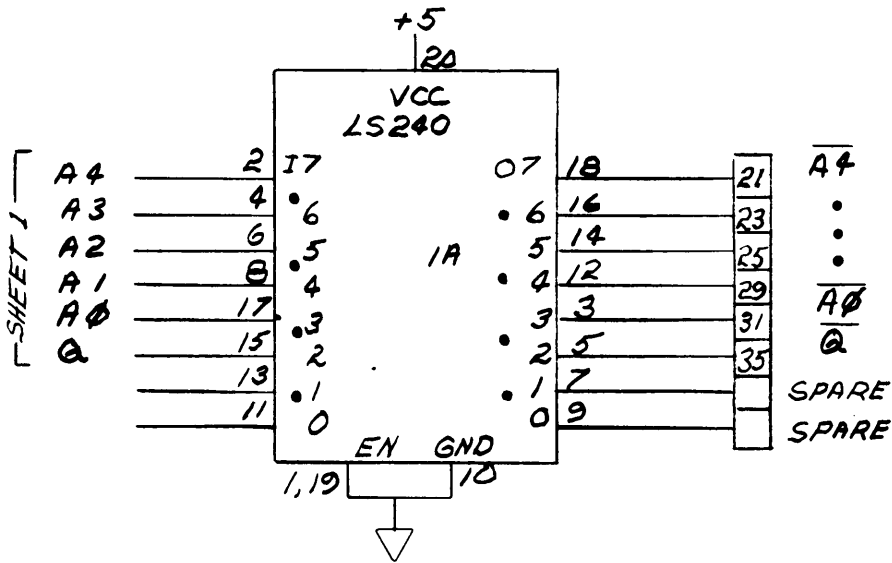 +5
20
VCC
LS240
SHEET 1
A4 2 I7 O7 18 21 A4
A3 4 6 6 16 23
A2 6 5 5 14 25
1A
A1 8 4 4 12 29
AØ 17 3 3 3 31 AØ
Q 15 2 2 5 35 Q
13 1 1 7 SPARE
11 0 0 9 SPARE
EN GND
1,19 10